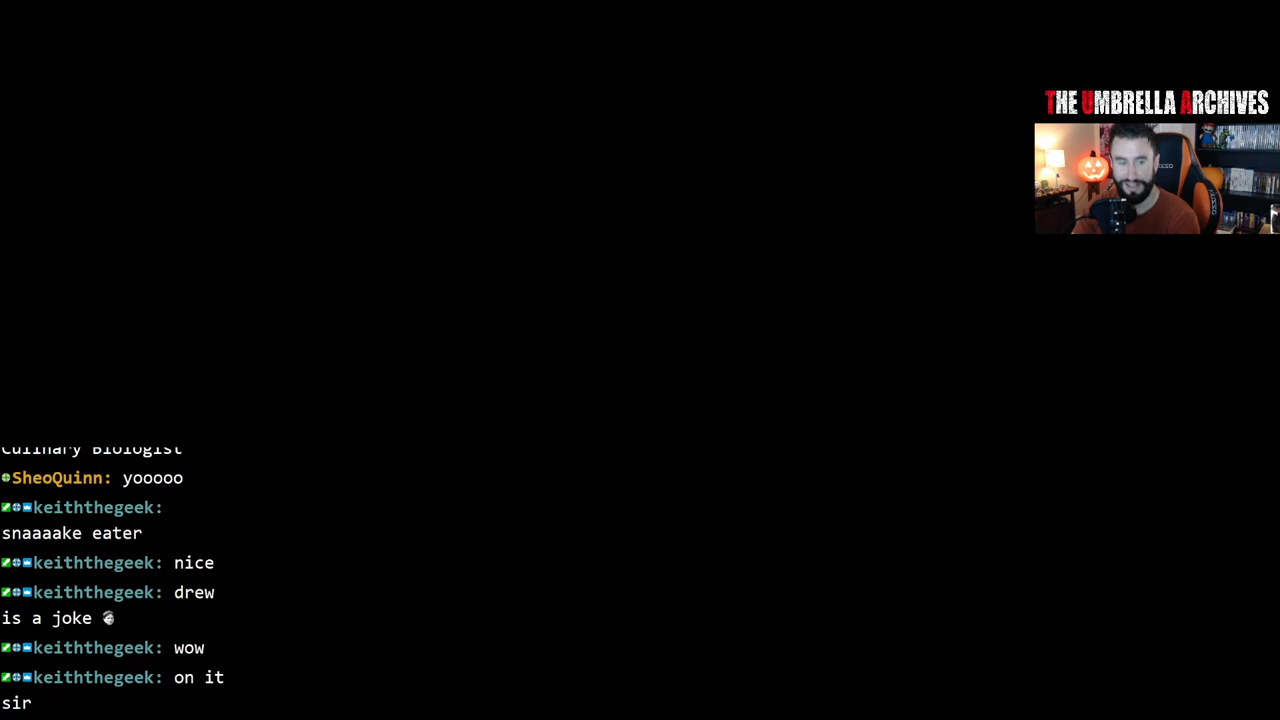 THE UMBRELLA ARCHIVES
Culinary Biologist
SheoQuinn: yooooo
keiththegeek:
snaaaake eater
keiththegeek: nice
keiththegeek: drew
is a joke
keiththegeek: wow
keiththegeek: on it
sir